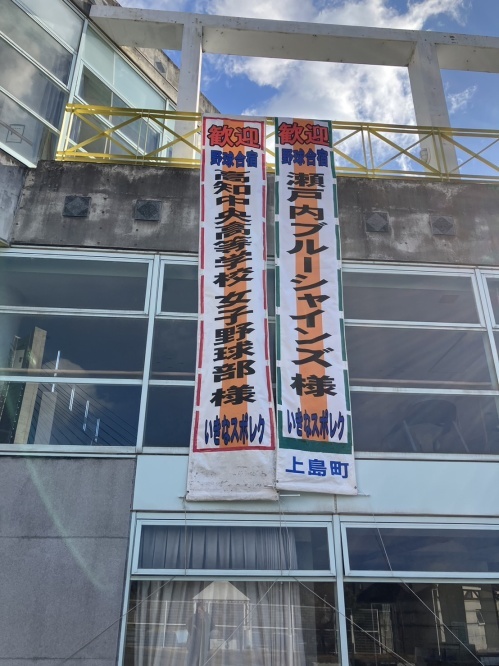 歓迎
野球合宿
高知中央高等学校 女子野球部 様
いきなスポレク
歓迎
野球合宿
瀬戸内ブルーシャインズ 様
いきなスポレク
上島町